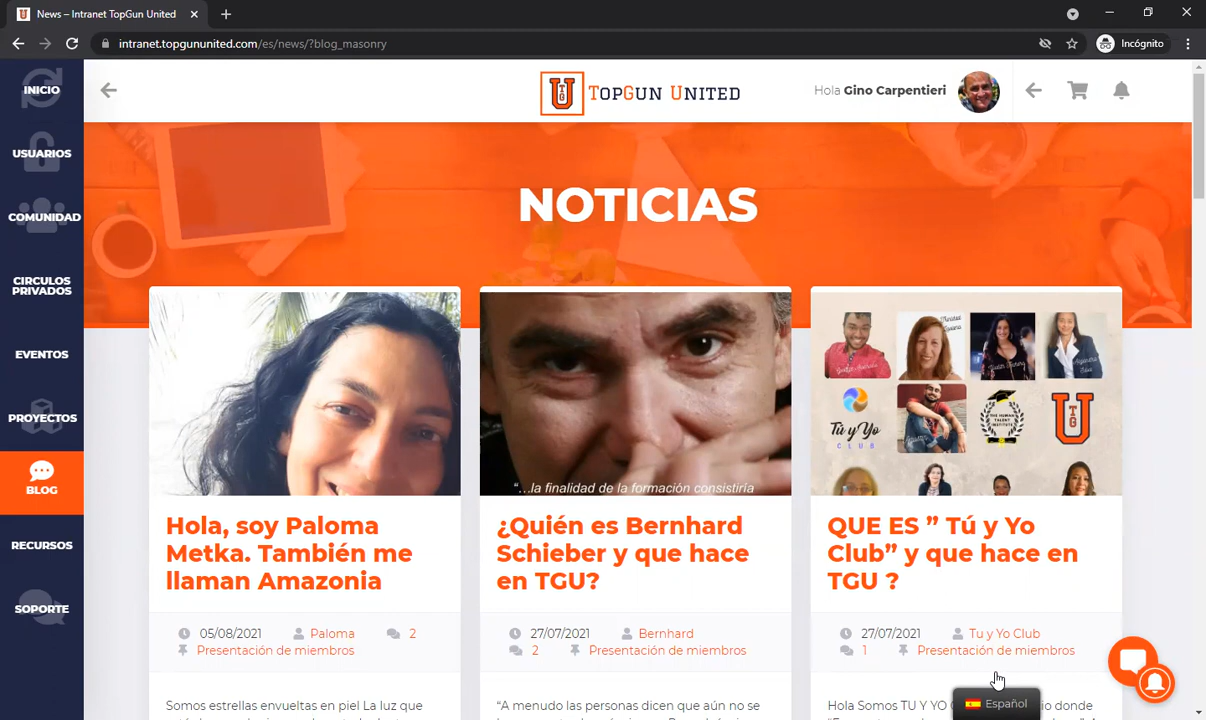 News – Intranet TopGun United
intranet.topgununited.com/es/news/?blog_masonry
Incógnito
INICIO
USUARIOS
COMUNIDAD
CIRCULOS
PRIVADOS
EVENTOS
PROYECTOS
BLOG
RECURSOS
SOPORTE
TOPGUN UNITED
Hola Gino Carpentieri
NOTICIAS
"...la finalidad de la formación consistiría
Tú y Yo
CLUB
Hola, soy Paloma
Metka. También me
llaman Amazonia
05/08/2021 Paloma 2
Presentación de miembros
Somos estrellas envueltas en piel La luz que
¿Quién es Bernhard
Schieber y que hace
en TGU?
27/07/2021 Bernhard
2 Presentación de miembros
“A menudo las personas dicen que aún no se
QUE ES ” Tú y Yo
Club” y que hace en
TGU ?
27/07/2021 Tu y Yo Club
1 Presentación de miembros
Hola Somos TU Y YO
donde
Español